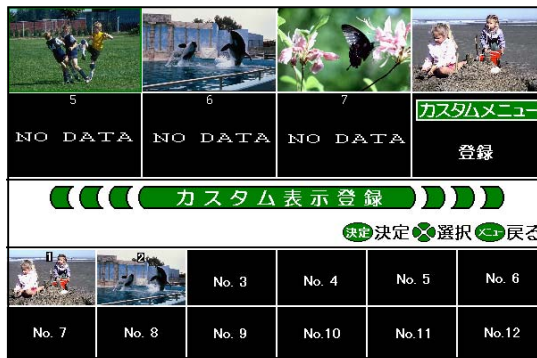 5 6 7
NO DATA NO DATA NO DATA
カスタムメニュー
登録
カスタム表示登録
決定 決定 選択 メニュー 戻る
1 2 No. 3 No. 4 No. 5 No. 6
No. 7 No. 8 No. 9 No.10 No.11 No.12